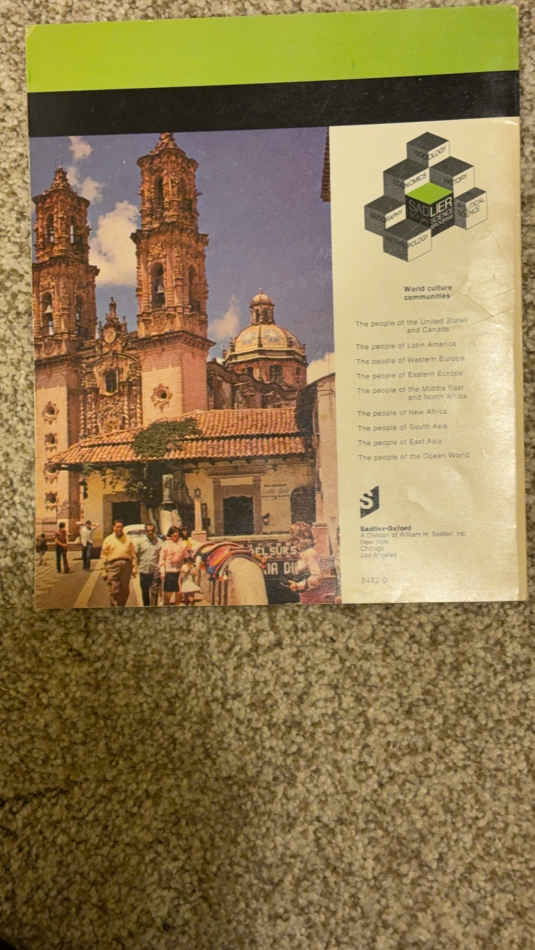 SADLIER
World culture
communities
The people of the United States
and Canada
The people of Latin America
The people of Western Europe
The people of Eastern Europe
The people of the Middle East
and North Africa
The people of New Africa
The people of South Asia
The people of East Asia
The people of the Ocean World
S
Sadlier-Oxford
A Division of William H. Sadlier, Inc.
New York
Chicago
Los Angeles